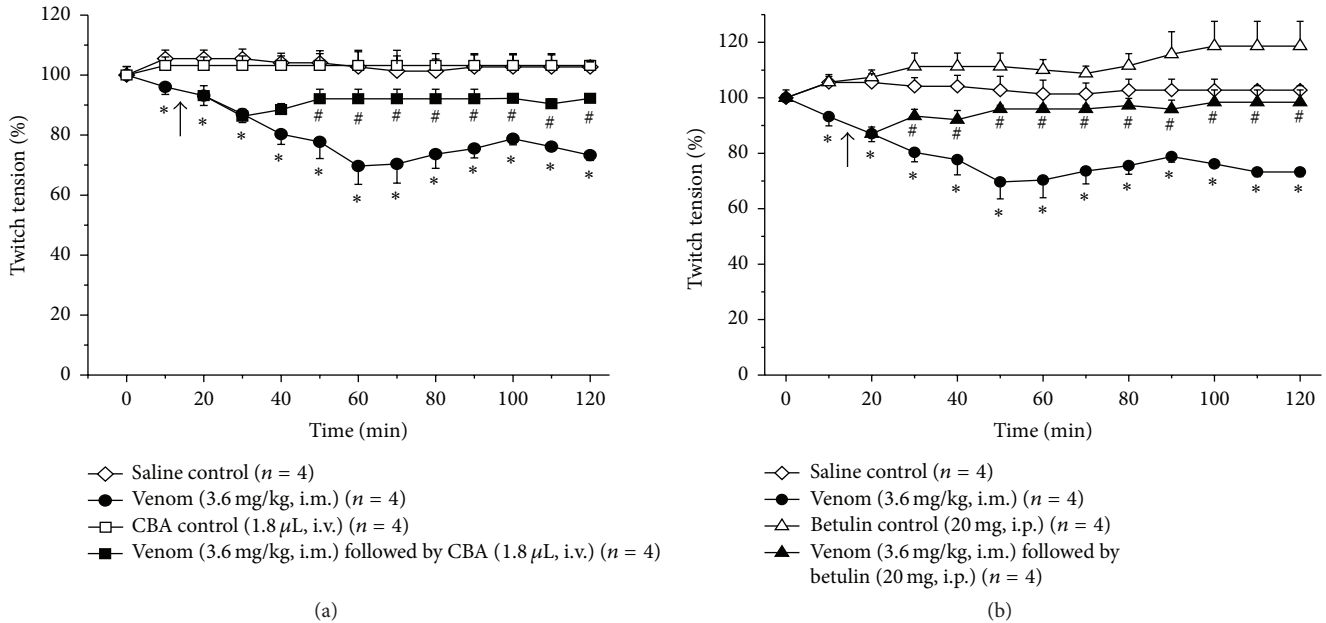 120
100
80
60
40
20
0
Twitch tension (%)
* * * * * * * * * * * *
# # # # # # # #
0 20 40 60 80 100 120
Time (min)
Saline control (n = 4)
Venom (3.6 mg/kg, i.m.) (n = 4)
CBA control (1.8 μL, i.v.) (n = 4)
Venom (3.6 mg/kg, i.m.) followed by CBA (1.8 μL, i.v.) (n = 4)
(a)
120
100
80
60
40
20
0
Twitch tension (%)
* * * * * * * * * * * *
# # # # # # # # # #
0 20 40 60 80 100 120
Time (min)
Saline control (n = 4)
Venom (3.6 mg/kg, i.m.) (n = 4)
Betulin control (20 mg, i.p.) (n = 4)
Venom (3.6 mg/kg, i.m.) followed by
betulin (20 mg, i.p.) (n = 4)
(b)